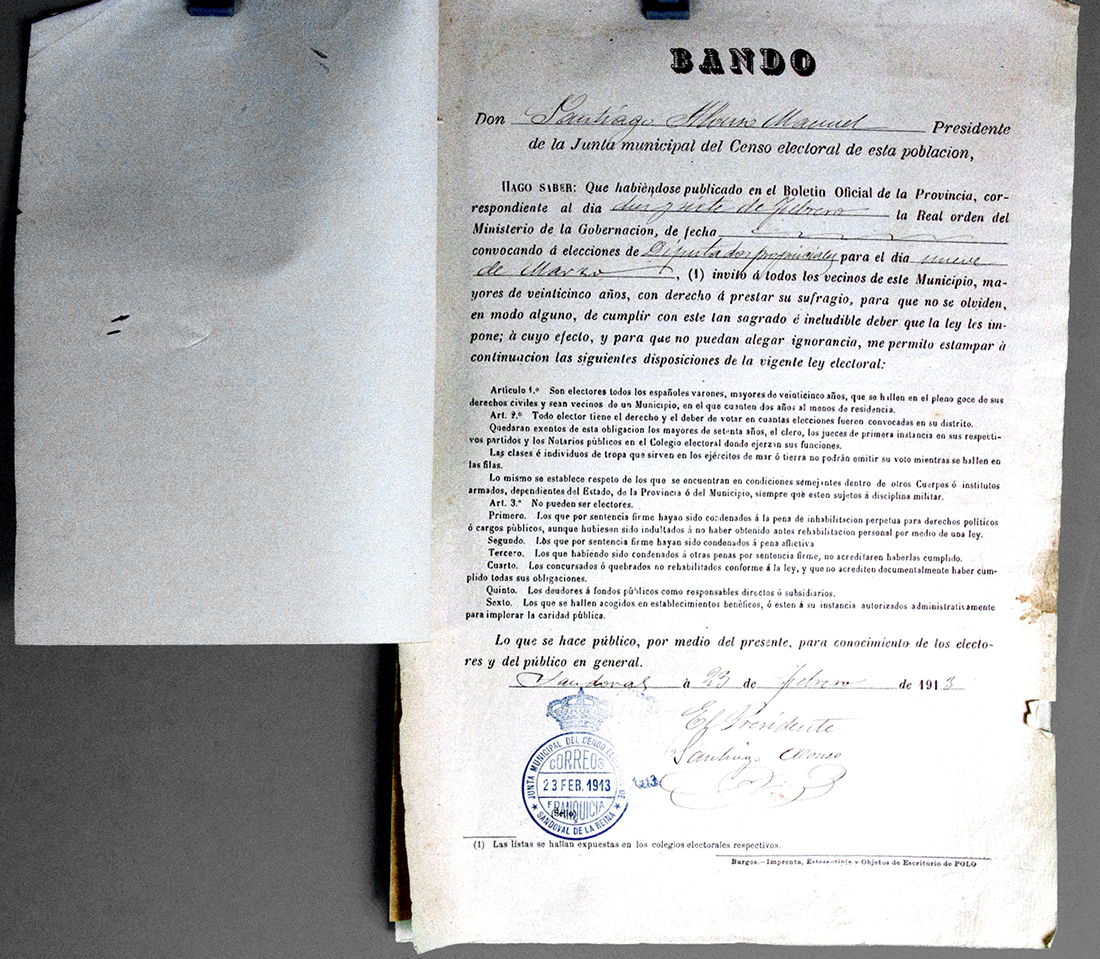 BANDO
Don Santiago Alonso Manuel Presidente
de la Junta municipal del Censo electoral de esta poblacion,
HAGO SABER: Que habièndose publicado en el Boletin Oficial de la Provincia, cor-
respondiente al dia diez y siete de febrero la Real orden del
Ministerio de la Gobernacion, de fecha
convocando á elecciones de Diputados provinciales para el dia nueve
de Marzo, (1) invito á todos los vecinos de este Municipio, ma-
yores de veinticinco años, con derecho á prestar su sufragio, para que no se olviden,
en modo alguno, de cumplir con este tan sagrado é ineludible deber que la ley les im-
pone; à cuyo efecto, y para que no puedan alegar ignorancia, me permito estampar à
continuacion las siguientes disposiciones de la vigente ley electoral:
Artículo 1.º Son electores todos los españoles varones, mayores de veinticinco años, que se hallen en el pleno goce de sus
derechos civiles y sean vecinos de un Municipio, en el que cuenten dos años al menos de residencia.
Art. 2.º Todo elector tiene el derecho y el deber de votar en cuantas elecciones fueren convocadas en su distrito.
Quedaran exentos de esta obligacion los mayores de setenta años, el clero, los jueces de primera instancia en sus respecti-
vos partidos y los Notarios públicos en el Colegio electoral donde ejerzan sus funciones.
Las clases é individuos de tropa que sirven en los ejércitos de mar ó tierra no podrán emitir su voto mientras se hallen en
las filas.
Lo mismo se establece respeto de los que se encuentran en condiciones semejantes dentro de otros Cuerpos ó institutos
armados, dependientes del Estado, de la Provincia ó del Municipio, siempre que esten sujetos á disciplina militar.
Art. 3.º No pueden ser electores.
Primero. Los que por sentencia firme hayan sido condenados á la pena de inhabilitacion perpetua para derechos políticos
ó cargos públicos, aunque hubiesen sido indultados á no haber obtenido antes rehabilitacion personal por medio de una ley.
Segundo. Los que por sentencia firme hayan sido condenados á pena aflictiva
Tercero. Los que habiendo sido condenados á otras penas por sentencia firme, no acreditaren haberlas cumplido.
Cuarto. Los concursados ó quebrados no rehabilitados conforme á la ley, y que no acrediten documentalmente haber cum-
plido todas sus obligaciones.
Quinto. Los deudores á fondos públicos como responsables directos ó subsidiarios.
Sexto. Los que se hallen acogidos en establecimientos benéficos, ó esten á su instancia autorizados administrativamente
para implorar la caridad pública.
Lo que se hace público, por medio del presente, para conocimiento de los electo-
res y del público en general.
Sandoval à 23 de febrero de 1913
El Presidente
Santiago Alonso
JUNTA MUNICIPAL DEL CENSO DE
CORREOS
23 FEB. 1913
FRANQUICIA
(Sello)
SANDOVAL DE LA REINA
(1) Las listas se hallan expuestas en los colegios electorales respectivos.
Burgos.—Imprenta, Estereotipia y Objetos de Escritorio de POLO